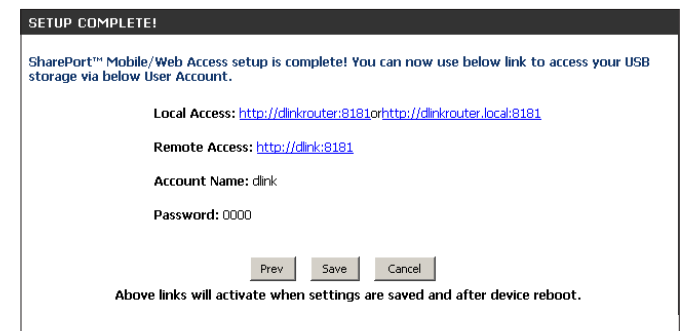 SETUP COMPLETE!
SharePort™ Mobile/Web Access setup is complete! You can now use below link to access your USB
storage via below User Account.
Local Access: http://dlinkrouter:8181orhttp://dlinkrouter.local:8181
Remote Access: http://dlink:8181
Account Name: dlink
Password: 0000
Prev Save Cancel
Above links will activate when settings are saved and after device reboot.